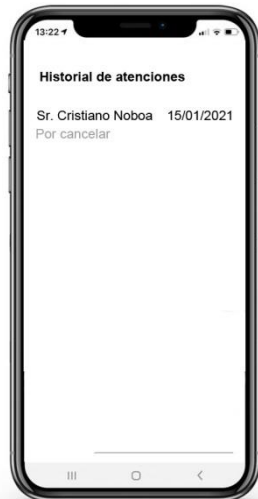 13:22
Historial de atenciones
Sr. Cristiano Noboa 15/01/2021
Por cancelar